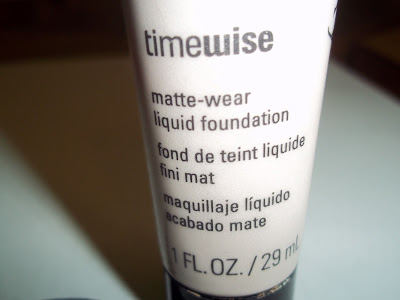 timewise
matte-wear
liquid foundation
fond de teint liquide
fini mat
maquillaje líquido
acabado mate
1 FL. OZ. / 29 mL